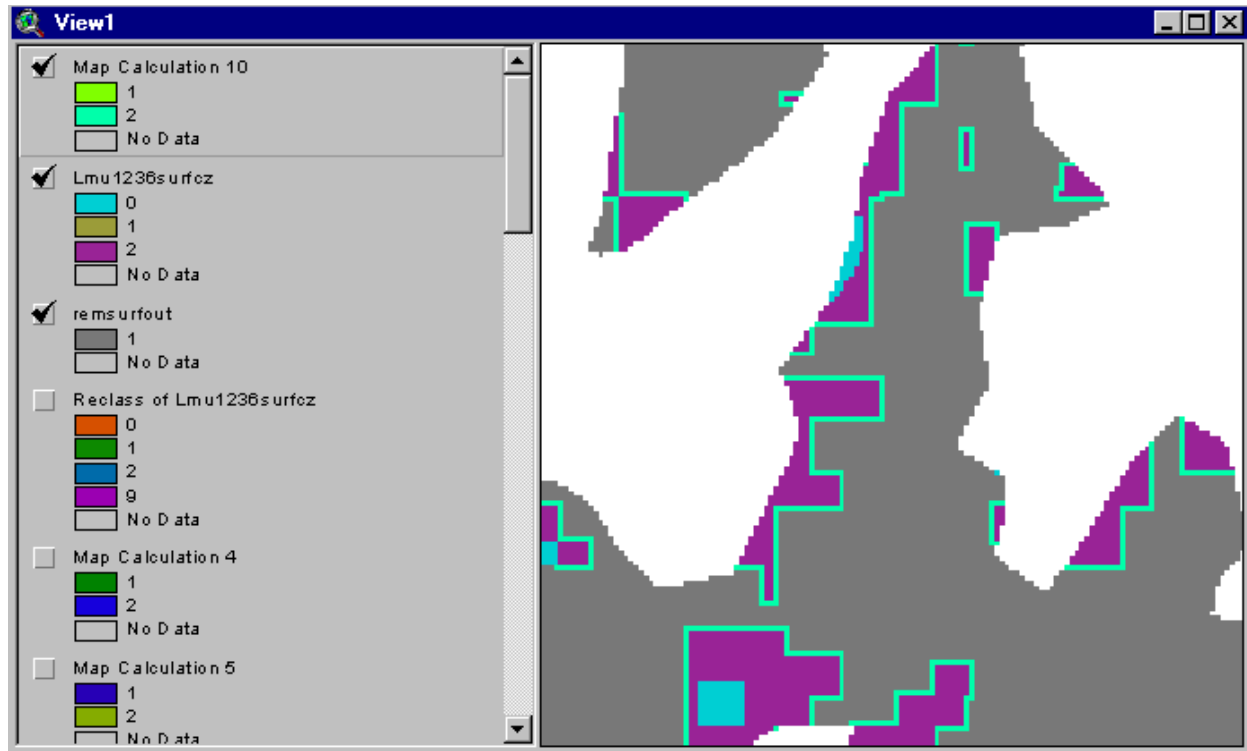 View1
Map Calculation 10
1
2
No Data
Lmu1236surfcz
0
1
2
No Data
remsurfout
1
No Data
Reclass of Lmu1236surfcz
0
1
2
9
No Data
Map Calculation 4
1
2
No Data
Map Calculation 5
1
2
No Data